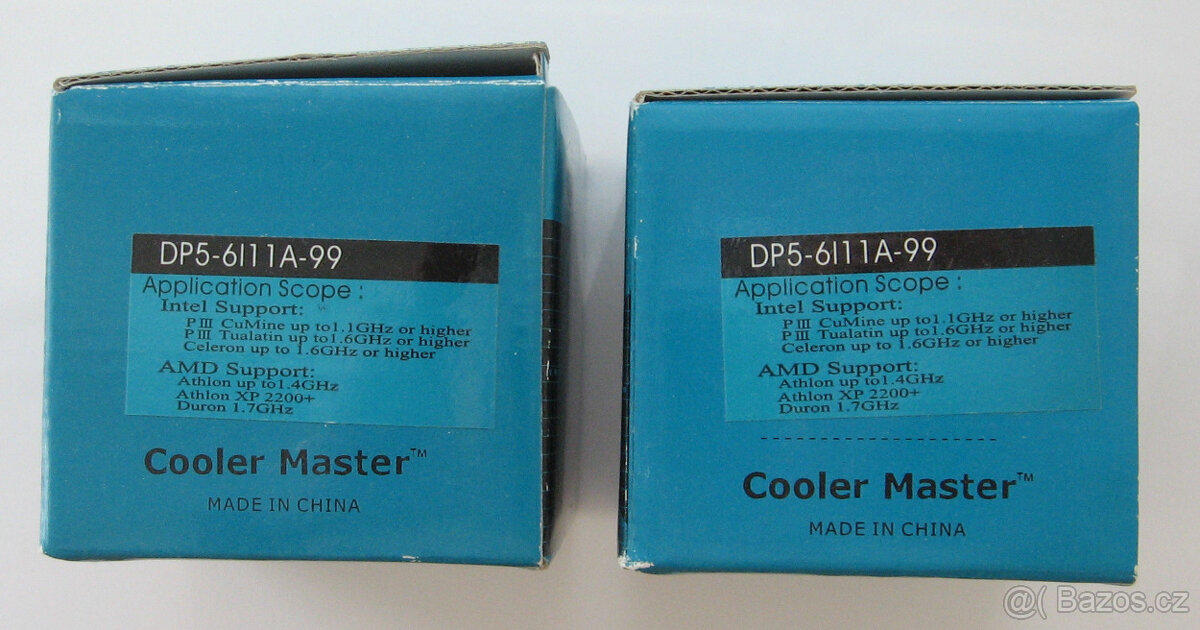 DP5-6I11A-99
Application Scope :
Intel Support:
P III CuMine up to1.1GHz or higher
P III Tualatin up to1.6GHz or higher
Celeron up to 1.6GHz or higher
AMD Support:
Athlon up to1.4GHz
Athlon XP 2200+
Duron 1.7GHz
Cooler Master™
MADE IN CHINA
DP5-6I11A-99
Application Scope :
Intel Support:
P III CuMine up to1.1GHz or higher
P III Tualatin up to1.6GHz or higher
Celeron up to 1.6GHz or higher
AMD Support:
Athlon up to1.4GHz
Athlon XP 2200+
Duron 1.7GHz
Cooler Master™
MADE IN CHINA
@( Bazos.cz